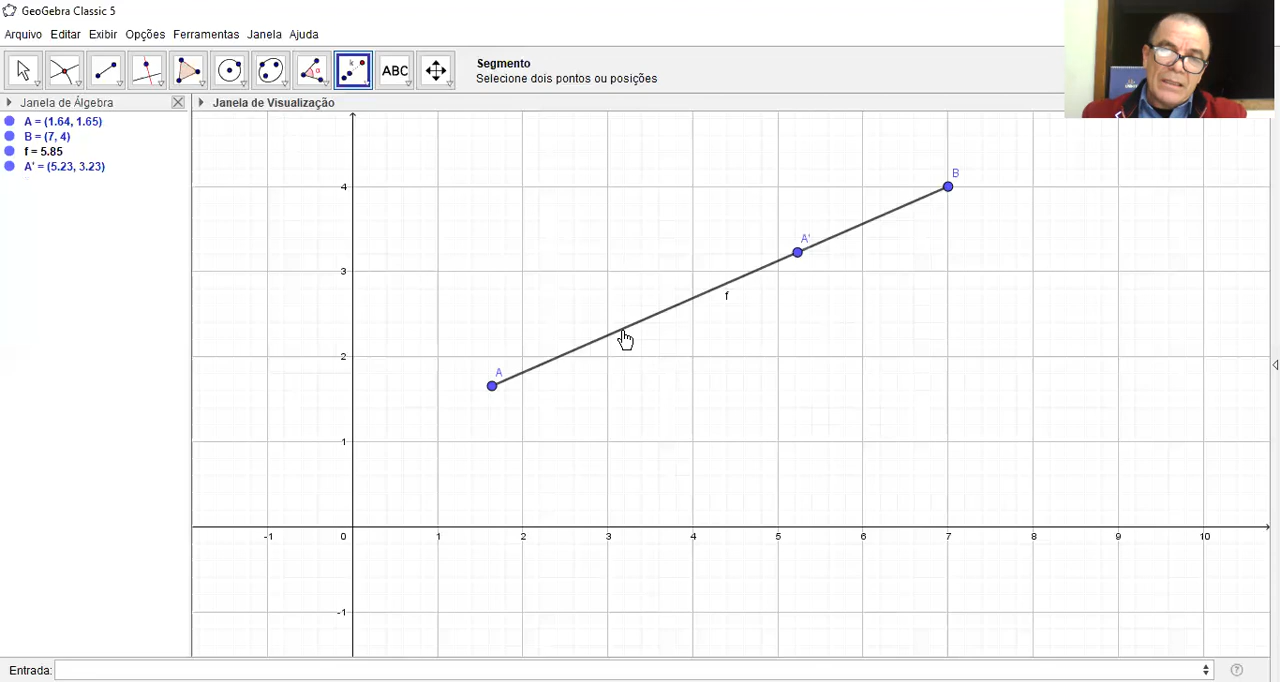 GeoGebra Classic 5
Arquivo Editar Exibir Opções Ferramentas Janela Ajuda
ABC
Segmento
Selecione dois pontos ou posições
Janela de Álgebra
Janela de Visualização
A = (1.64, 1.65)
B = (7, 4)
f = 5.85
A' = (5.23, 3.23)
B
4
A'
3
f
2
A
1
-1 0 1 2 3 4 5 6 7 8 9 10
-1
Entrada: